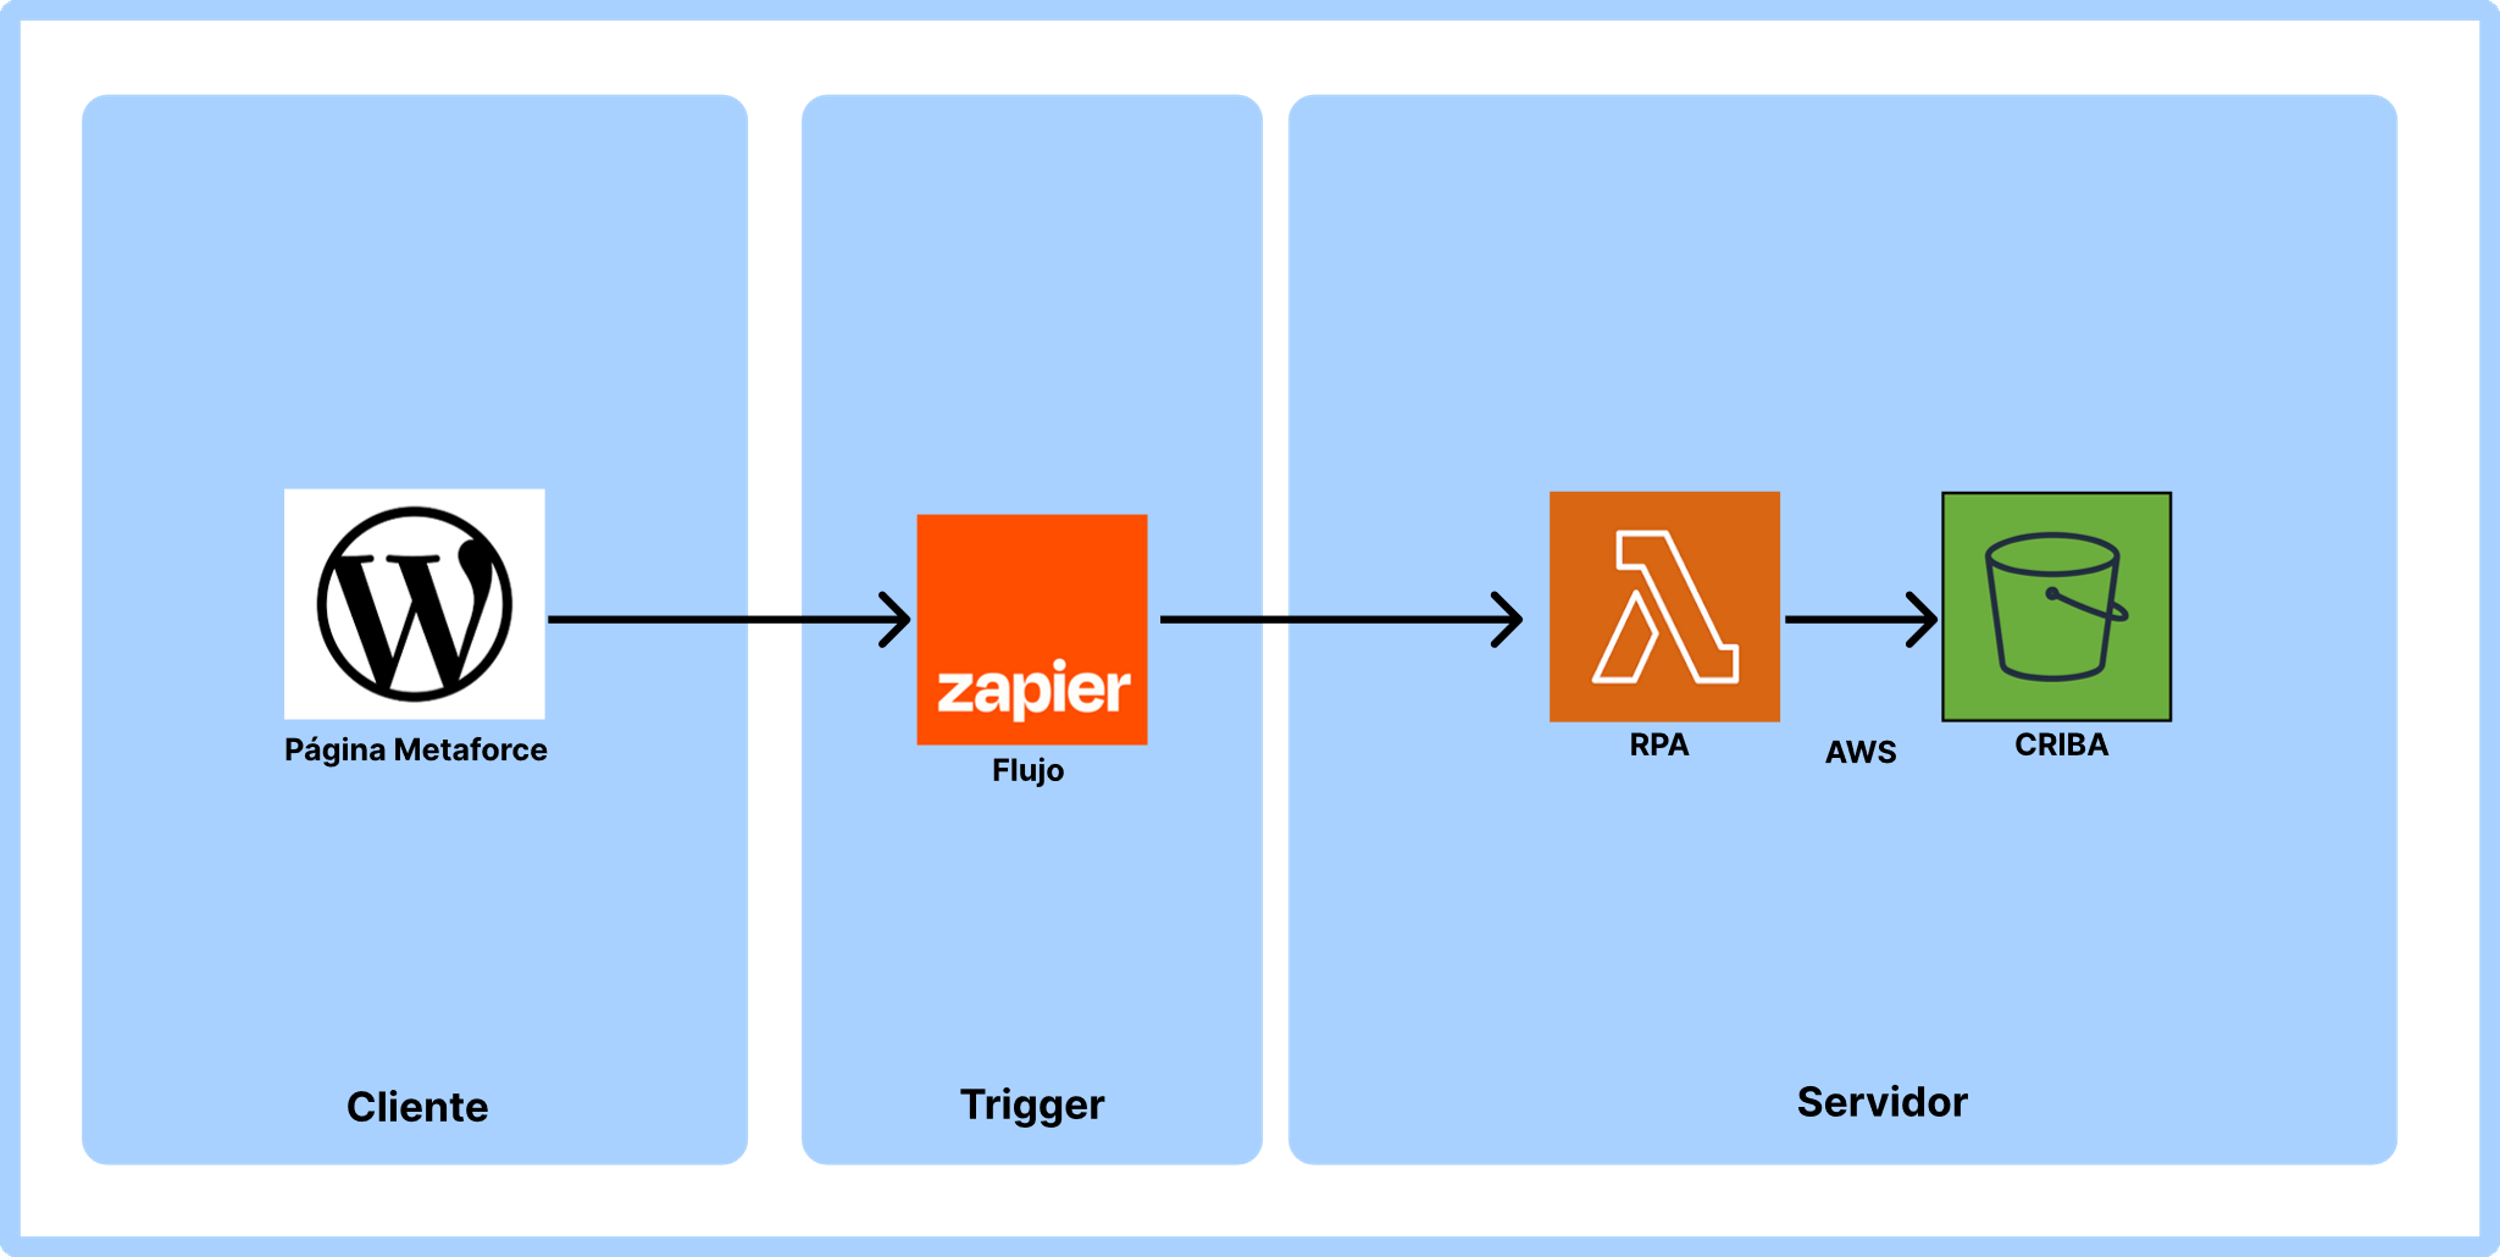 zapier
Página Metaforce
Flujo
RPA
AWS
CRIBA
Cliente
Trigger
Servidor